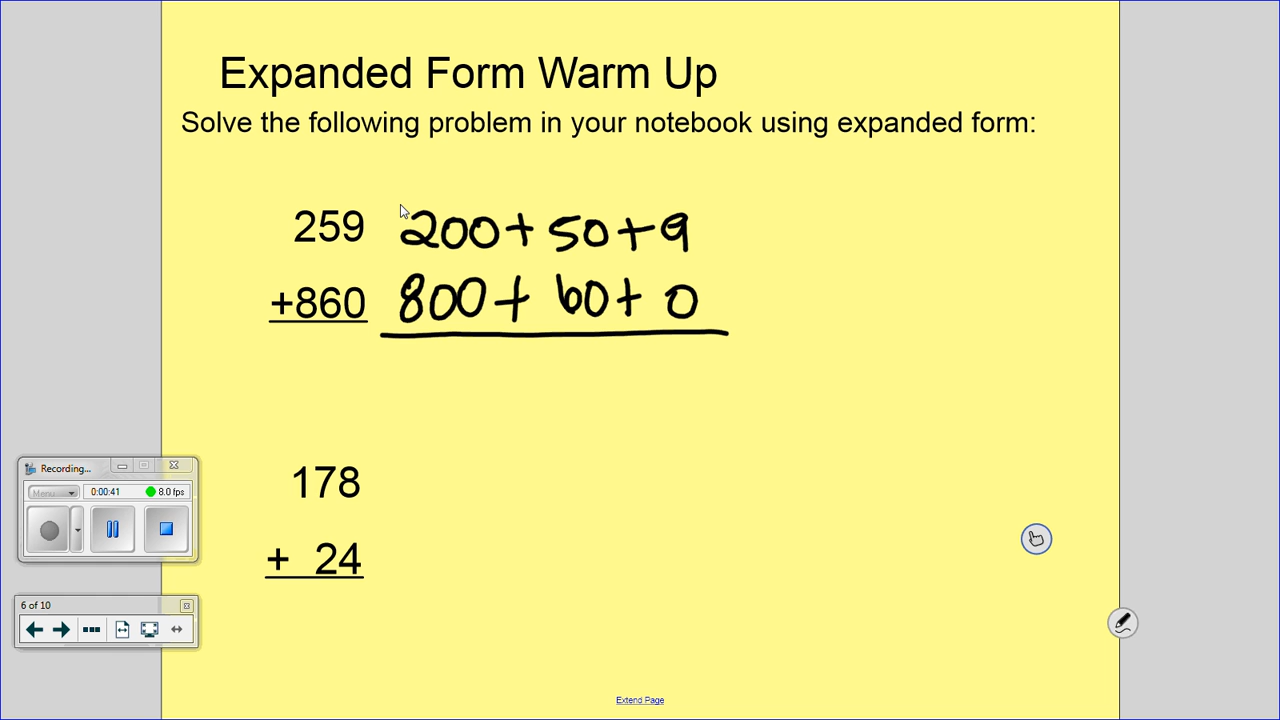 Expanded Form Warm Up
Solve the following problem in your notebook using expanded form:
259 200+50+9
+860 800+60+0
178
+ 24
Recording...
Menu 0:00:41 8.0 fps
6 of 10
Extend Page